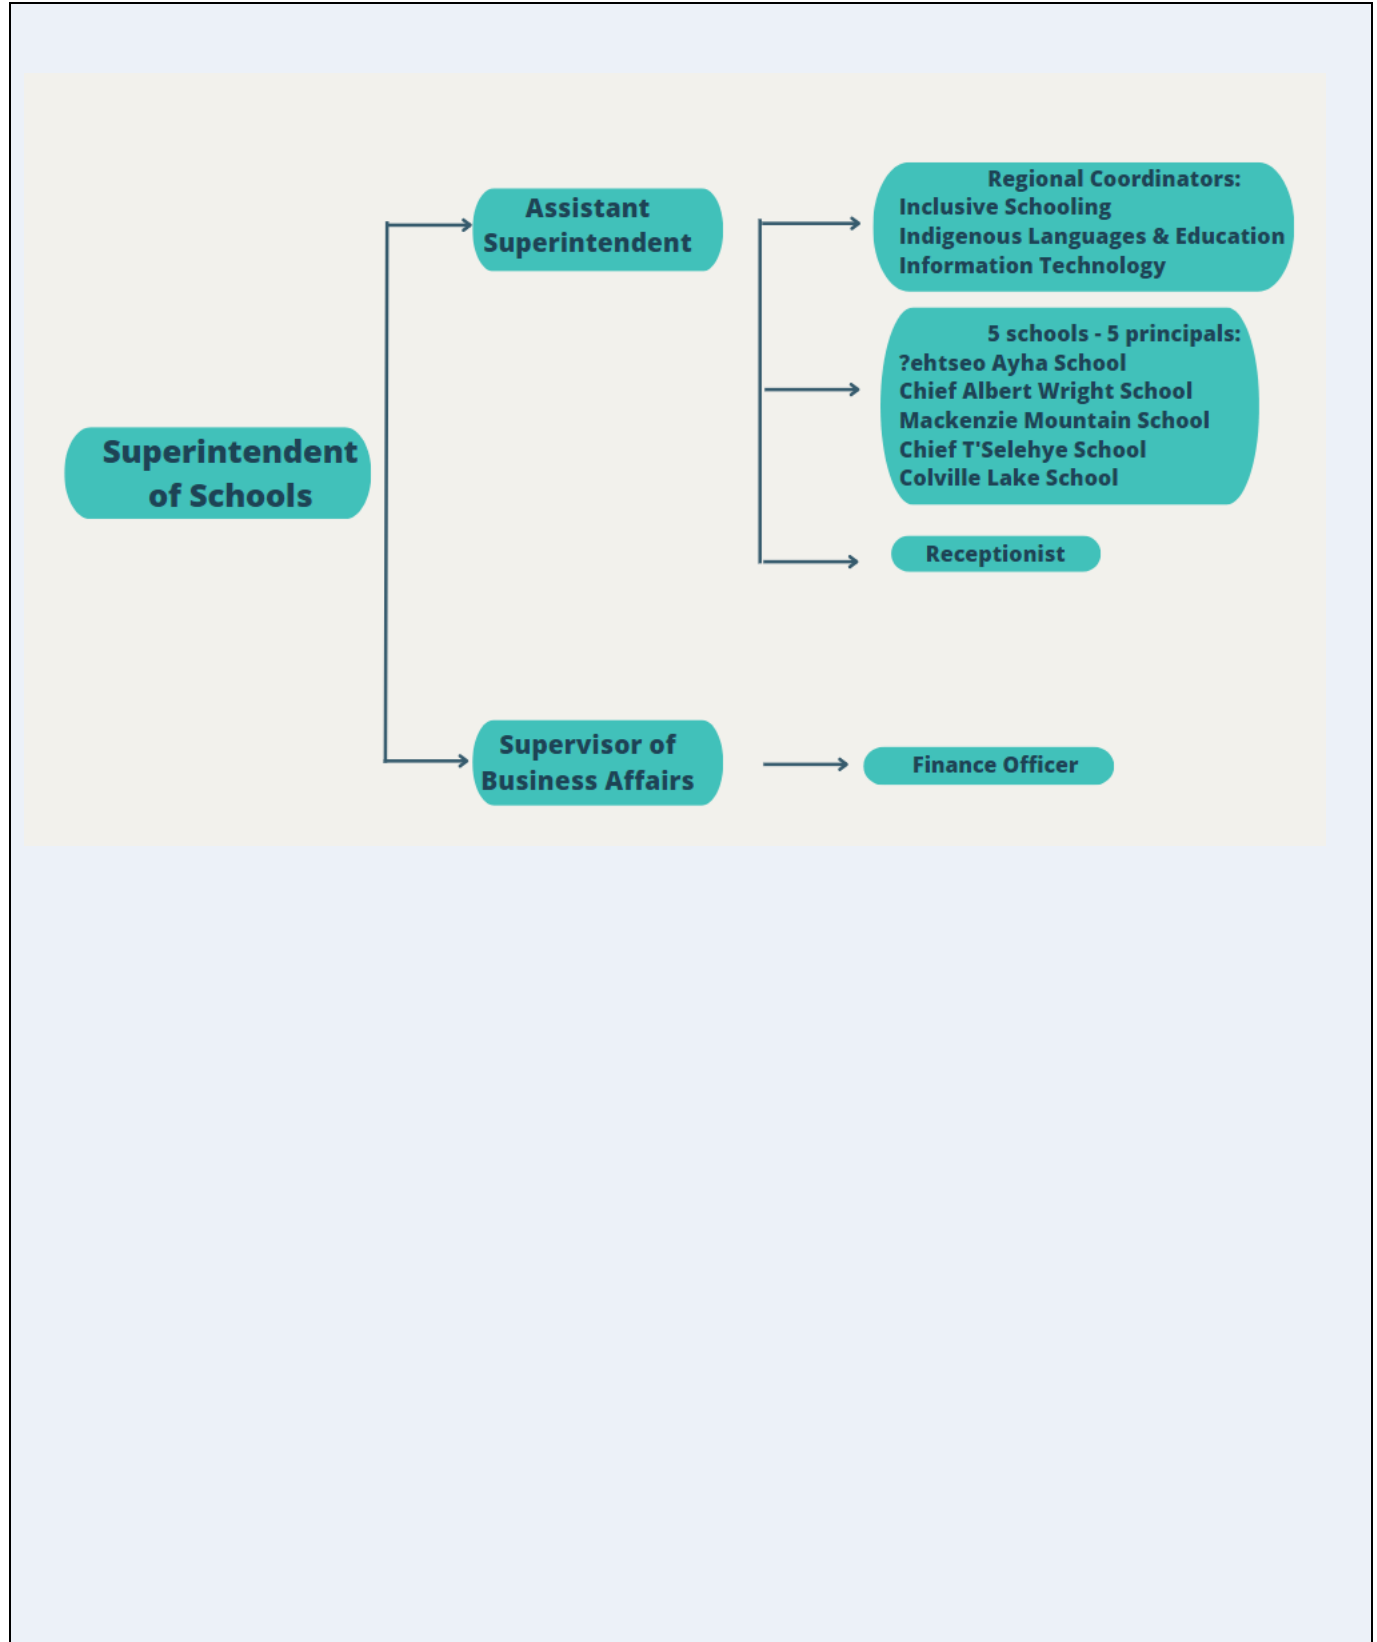 Superintendent
of Schools
Assistant
Superintendent
Regional Coordinators:
Inclusive Schooling
Indigenous Languages & Education
Information Technology
5 schools - 5 principals:
?ehtseo Ayha School
Chief Albert Wright School
Mackenzie Mountain School
Chief T'Selehye School
Colville Lake School
Receptionist
Supervisor of
Business Affairs
Finance Officer